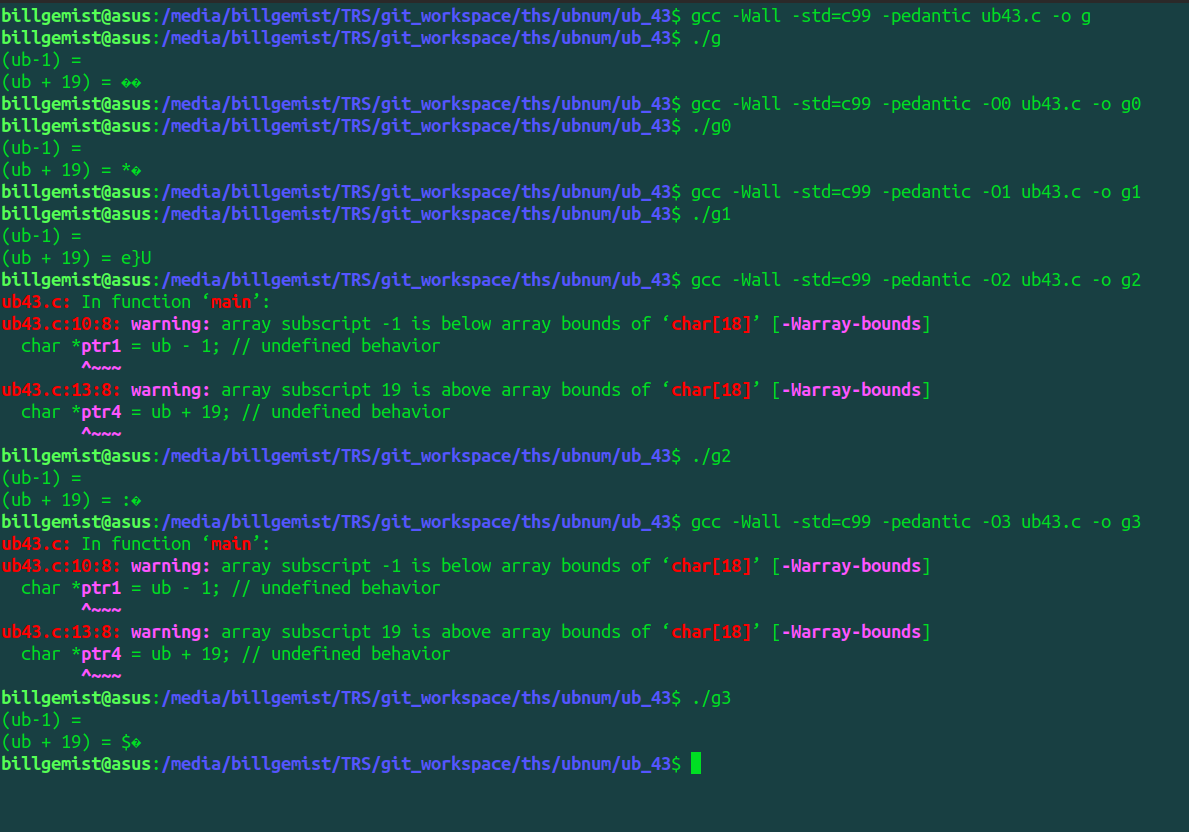 billgemist@asus:/media/billgemist/TRS/git_workspace/ths/ubnum/ub_43$ gcc -Wall -std=c99 -pedantic ub43.c -o g
billgemist@asus:/media/billgemist/TRS/git_workspace/ths/ubnum/ub_43$ ./g
(ub-1) =
(ub + 19) = ��
billgemist@asus:/media/billgemist/TRS/git_workspace/ths/ubnum/ub_43$ gcc -Wall -std=c99 -pedantic -O0 ub43.c -o g0
billgemist@asus:/media/billgemist/TRS/git_workspace/ths/ubnum/ub_43$ ./g0
(ub-1) =
(ub + 19) = *�
billgemist@asus:/media/billgemist/TRS/git_workspace/ths/ubnum/ub_43$ gcc -Wall -std=c99 -pedantic -O1 ub43.c -o g1
billgemist@asus:/media/billgemist/TRS/git_workspace/ths/ubnum/ub_43$ ./g1
(ub-1) =
(ub + 19) = e}U
billgemist@asus:/media/billgemist/TRS/git_workspace/ths/ubnum/ub_43$ gcc -Wall -std=c99 -pedantic -O2 ub43.c -o g2
ub43.c: In function ‘main’:
ub43.c:10:8: warning: array subscript -1 is below array bounds of ‘char[18]’ [-Warray-bounds]
  char *ptr1 = ub - 1; // undefined behavior
        ^~~~
ub43.c:13:8: warning: array subscript 19 is above array bounds of ‘char[18]’ [-Warray-bounds]
  char *ptr4 = ub + 19; // undefined behavior
        ^~~~
billgemist@asus:/media/billgemist/TRS/git_workspace/ths/ubnum/ub_43$ ./g2
(ub-1) =
(ub + 19) = :�
billgemist@asus:/media/billgemist/TRS/git_workspace/ths/ubnum/ub_43$ gcc -Wall -std=c99 -pedantic -O3 ub43.c -o g3
ub43.c: In function ‘main’:
ub43.c:10:8: warning: array subscript -1 is below array bounds of ‘char[18]’ [-Warray-bounds]
  char *ptr1 = ub - 1; // undefined behavior
        ^~~~
ub43.c:13:8: warning: array subscript 19 is above array bounds of ‘char[18]’ [-Warray-bounds]
  char *ptr4 = ub + 19; // undefined behavior
        ^~~~
billgemist@asus:/media/billgemist/TRS/git_workspace/ths/ubnum/ub_43$ ./g3
(ub-1) =
(ub + 19) = $�
billgemist@asus:/media/billgemist/TRS/git_workspace/ths/ubnum/ub_43$